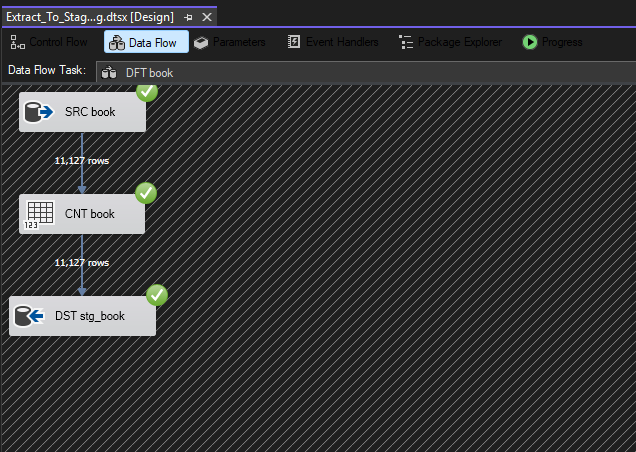 Extract_To_Stag...g.dtsx [Design]
Control Flow Data Flow Parameters Event Handlers Package Explorer Progress
Data Flow Task: DFT book
SRC book
11,127 rows
123 CNT book
11,127 rows
DST stg_book